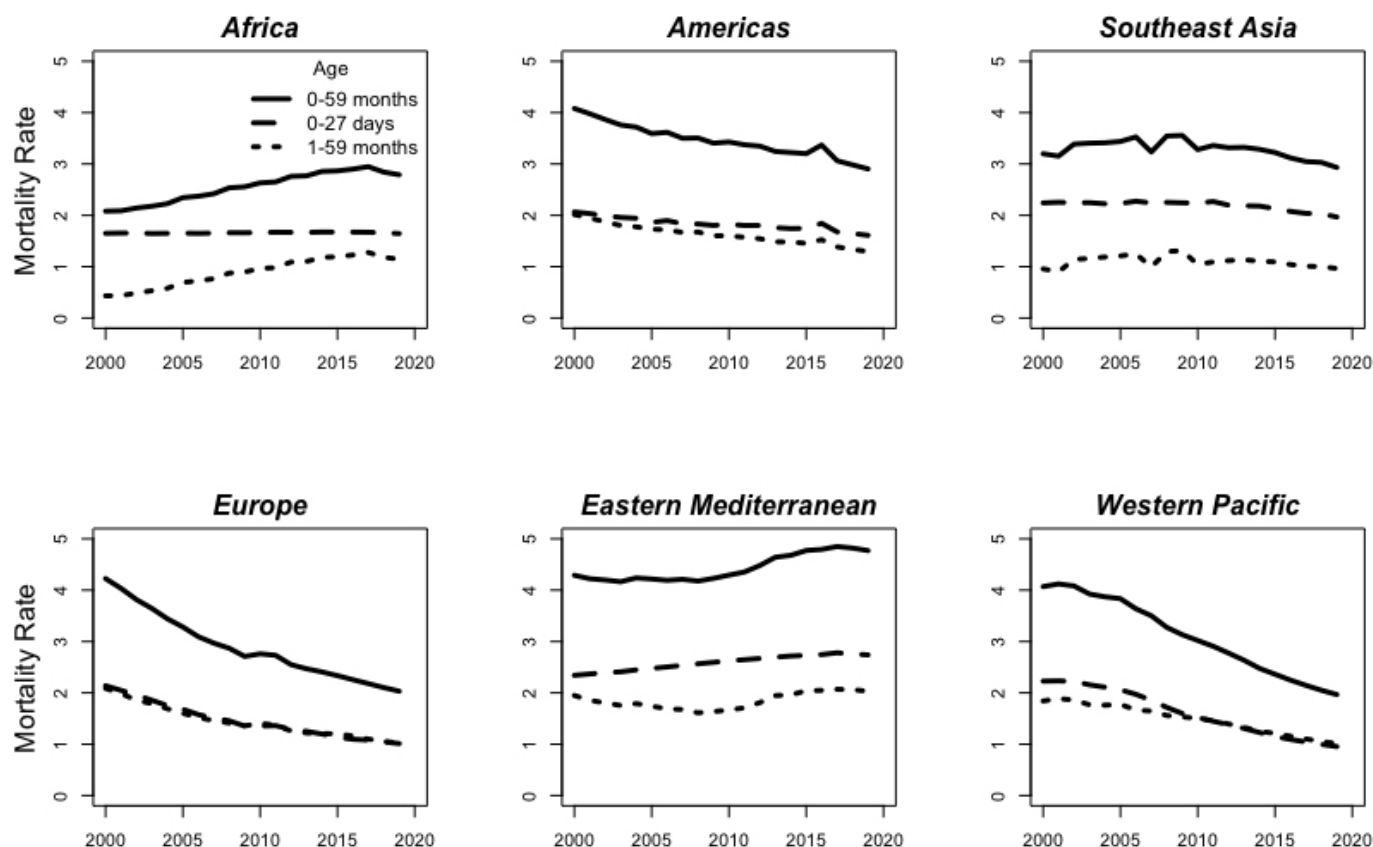 Africa
Americas
Southeast Asia
Mortality Rate
5
4
3
2
1
0
Age
0-59 months
0-27 days
1-59 months
2000 2005 2010 2015 2020
5
4
3
2
1
0
2000 2005 2010 2015 2020
5
4
3
2
1
0
2000 2005 2010 2015 2020
Europe
Eastern Mediterranean
Western Pacific
Mortality Rate
5
4
3
2
1
0
2000 2005 2010 2015 2020
5
4
3
2
1
0
2000 2005 2010 2015 2020
5
4
3
2
1
0
2000 2005 2010 2015 2020